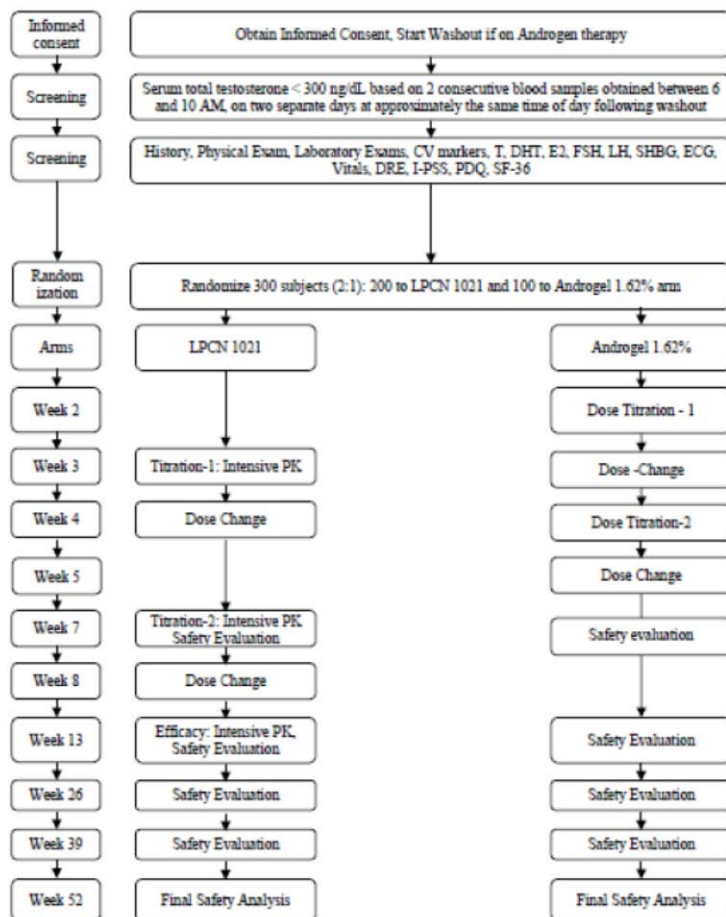 Informed
consent
Obtain Informed Consent, Start Washout if on Androgen therapy
Screening
Serum total testosterone < 300 ng/dL based on 2 consecutive blood samples obtained between 6
and 10 AM, on two separate days at approximately the same time of day following washout
Screening
History, Physical Exam, Laboratory Exams, CV markers, T, DHT, E2, FSH, LH, SHBG, ECG,
Vitals, DRE, I-PSS, PDQ, SF-36
Random
ization
Randomize 300 subjects (2:1): 200 to LPCN 1021 and 100 to Androgel 1.62% arm
Arms
LPCN 1021
Androgel 1.62%
Week 2
Dose Titration - 1
Week 3
Titration-1: Intensive PK
Dose -Change
Week 4
Dose Change
Dose Titration-2
Week 5
Dose Change
Week 7
Titration-2: Intensive PK
Safety Evaluation
Safety evaluation
Week 8
Dose Change
Week 13
Efficacy: Intensive PK,
Safety Evaluation
Safety Evaluation
Week 26
Safety Evaluation
Safety Evaluation
Week 39
Safety Evaluation
Safety Evaluation
Week 52
Final Safety Analysis
Final Safety Analysis